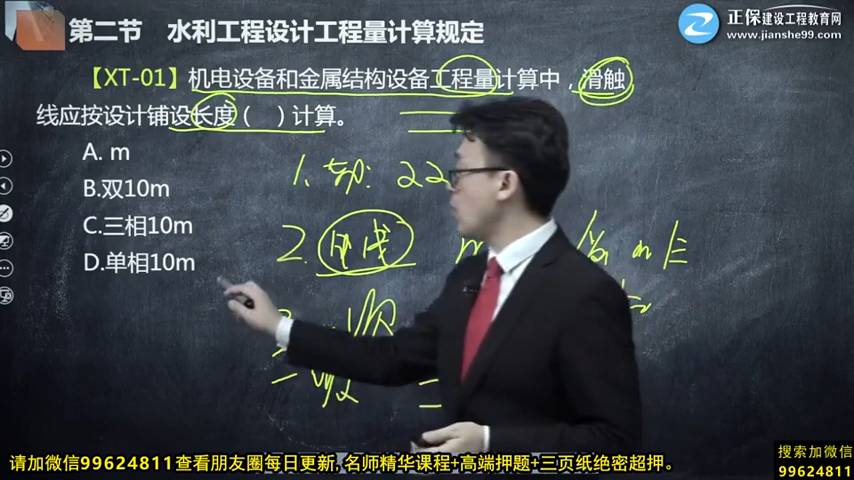 第二节 水利工程设计工程量计算规定
正保建设工程教育网
www.jianshe99.com
【XT-01】机电设备和金属结构设备工程量计算中，滑触
线应按设计铺设长度（ ）计算。
A. m
B.双10m
C.三相10m
D.单相10m
1.
22
2.
请加微信99624811查看朋友圈每日更新,名师精华课程+高端押题+三页纸绝密超押。
搜索加微信
99624811